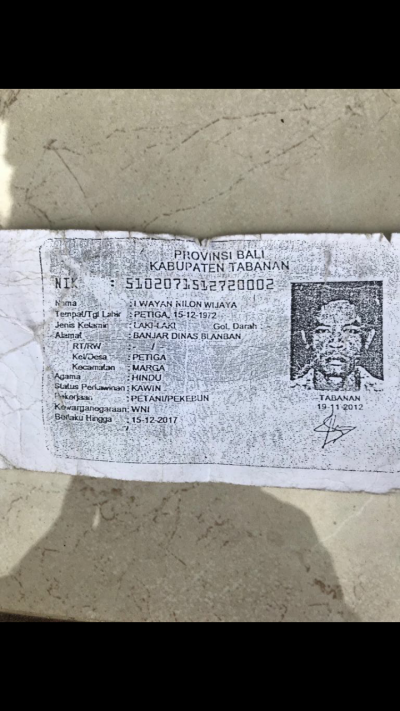 PROVINSI BALI
KABUPATEN TABANAN
NIK : 5102071512720002
Nama : I WAYAN NILON WIJAYA
Tempat/Tgl Lahir : PETIGA, 15-12-1972
Jenis Kelamin : LAKI-LAKI Gol. Darah :
Alamat : BANJAR DINAS BLANBAN
RT/RW : - / -
Kel/Desa : PETIGA
Kecamatan : MARGA
Agama : HINDU
Status Perkawinan : KAWIN
Pekerjaan : PETANI/PEKEBUN
Kewarganegaraan : WNI
Berlaku Hingga : 15-12-2017
TABANAN
19-11-2012